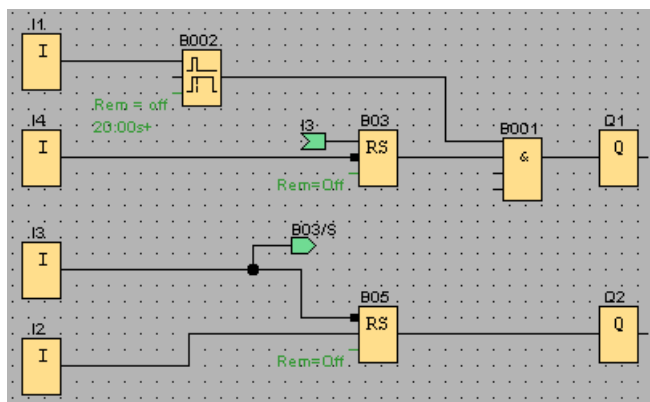 I1
I
B002
Rem = off
20:00s+
I4
I
I3
B03
RS
Rem=Off
B001
&
Q1
Q
I3
I
B03/S
B05
RS
Rem=Off
Q2
Q
I2
I